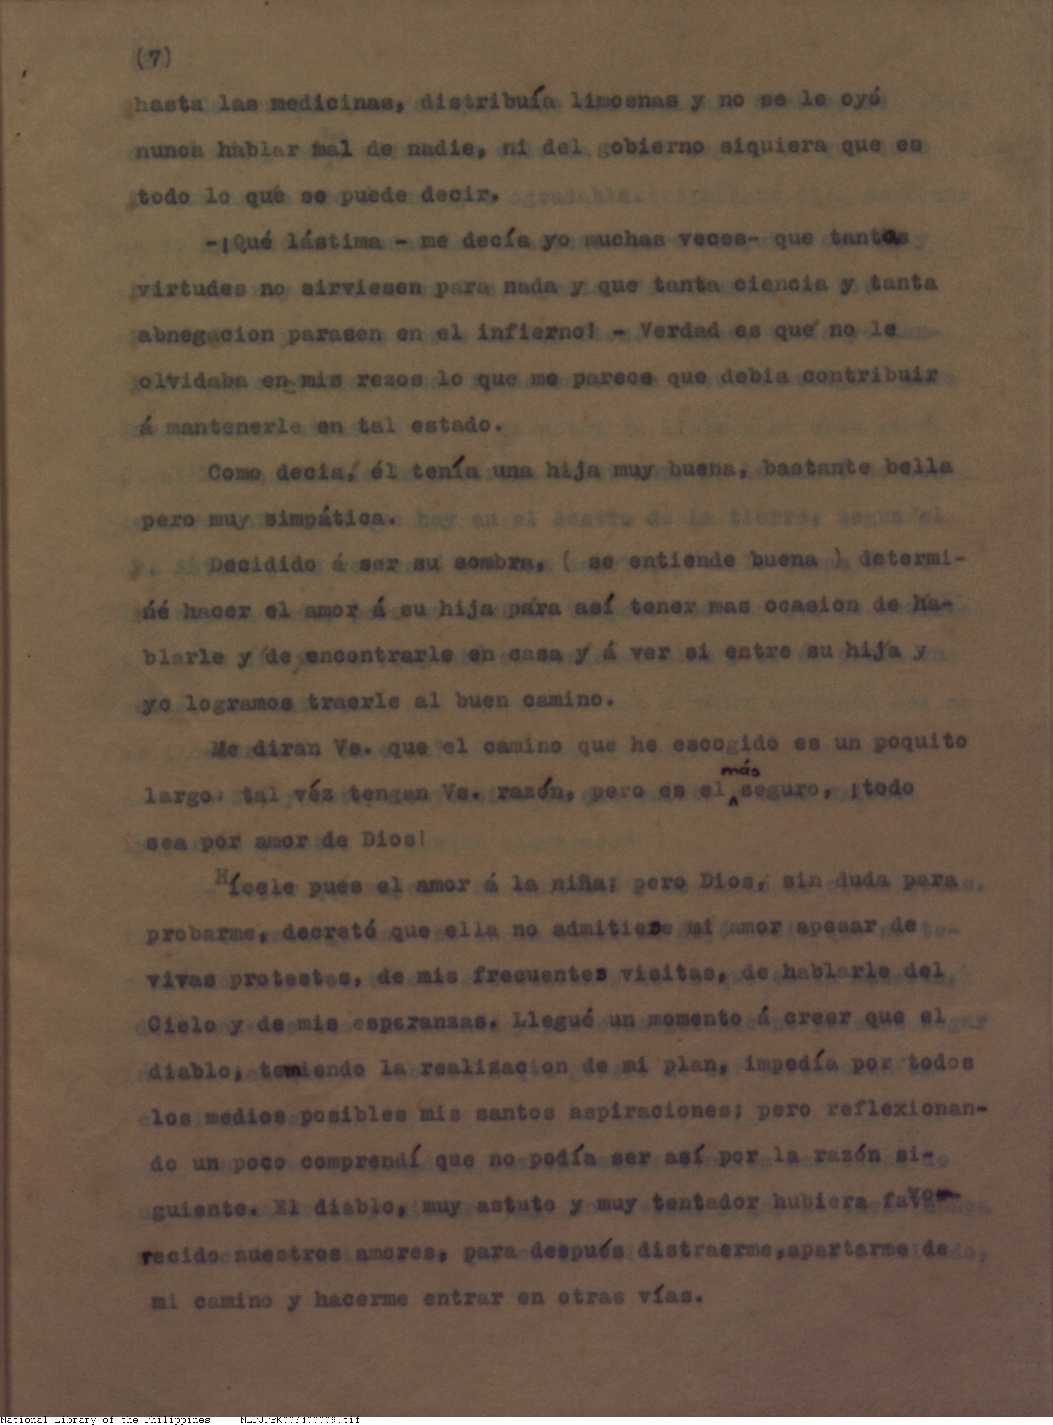 (7)
hasta las medicinas, distribuía limosnas y no se le oyó
nunca hablar mal de nadie, ni del gobierno siquiera que es
todo lo que se puede decir.
-¡Qué lástima - me decía yo muchas veces- que tantas
virtudes no sirviesen para nada y que tanta ciencia y tanta
abnegacion parasen en el infierno! - Verdad es que no le
olvidaba en mis rezos lo que me parece que debia contribuir
á mantenerle en tal estado.
Como decia, él tenía una hija muy buena, bastante bella
pero muy simpática.
Decidido á ser su sombra, ( se entiende buena ) determi-
ñé hacer el amor á su hija para así tener mas ocasion de ha-
blarle y de encontrarle en casa y á ver si entre su hija y
yo logramos traerle al buen camino.
Me diran Vs. que el camino que he escogido es un poquito
largo; tal véz tengan Vs. razón, pero es el más seguro, ¡todo
sea por amor de Dios!
Hícele pues el amor á la niña; pero Dios, sin duda para
probarme, decretó que ella no admitiese mi amor apesar de
vivas protestas, de mis frecuentes visitas, de hablarle del
Cielo y de mis esperanzas. Llegué un momento á creer que el
diablo, temiendo la realizacion de mi plan, impedía por todos
los medios posibles mis santos aspiraciones; pero reflexionan-
do un poco comprendí que no podía ser así por la razón si-
guiente. El diablo, muy astuto y muy tentador hubiera favo-
recido nuestros amores, para después distraerme,apartarme de
mi camino y hacerme entrar en otras vías.
National Library of the Philippines